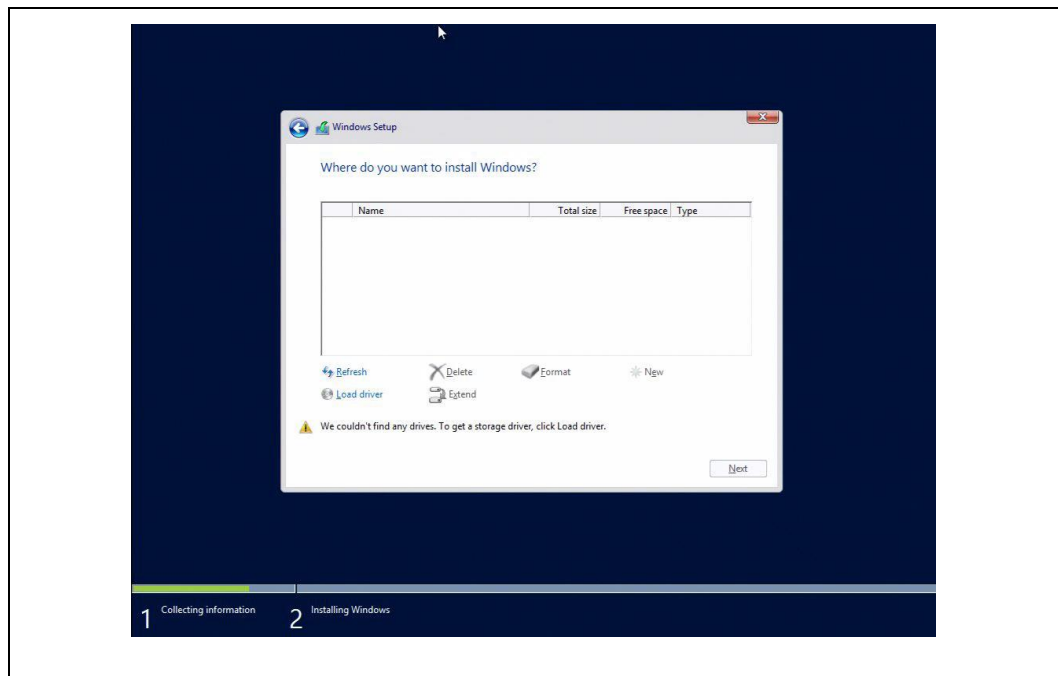 Windows Setup
Where do you want to install Windows?
Name Total size Free space Type
Refresh Delete Format New
Load driver Extend
We couldn't find any drives. To get a storage driver, click Load driver.
Next
1 Collecting information 2 Installing Windows